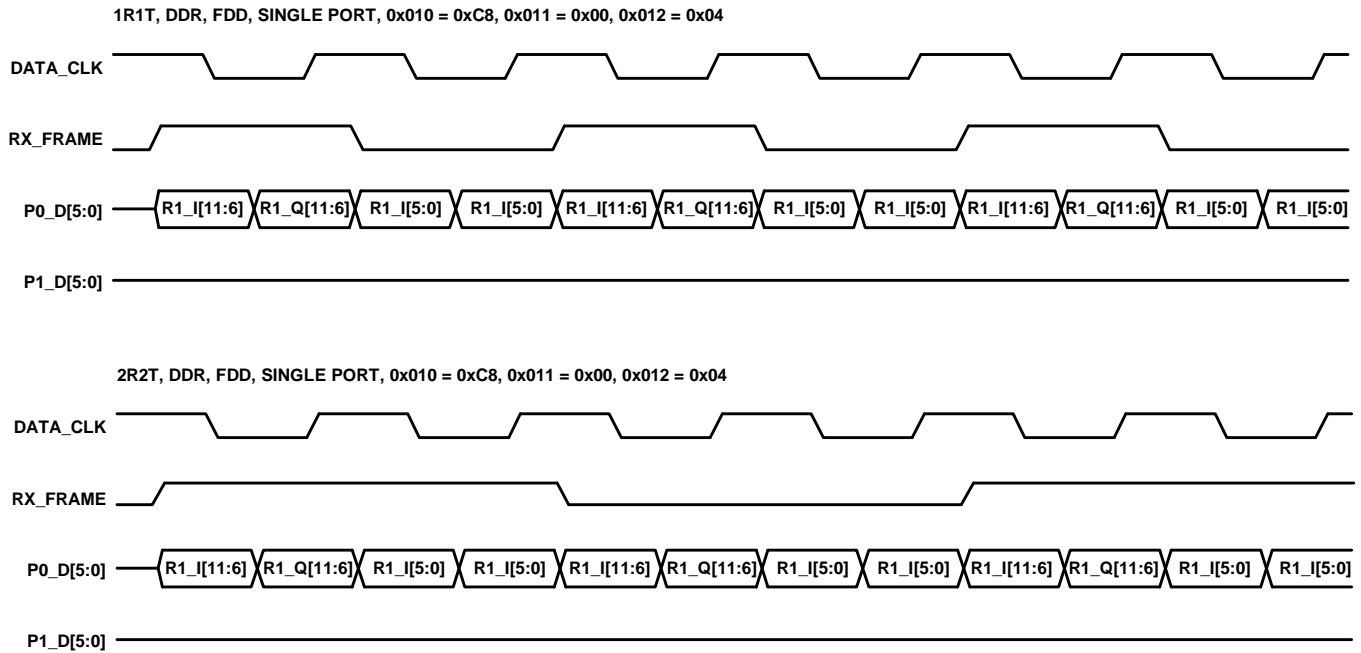 1R1T, DDR, FDD, SINGLE PORT, 0x010 = 0xC8, 0x011 = 0x00, 0x012 = 0x04
DATA_CLK
RX_FRAME
P0_D[5:0] R1_I[11:6] R1_Q[11:6] R1_I[5:0] R1_I[5:0] R1_I[11:6] R1_Q[11:6] R1_I[5:0] R1_I[5:0] R1_I[11:6] R1_Q[11:6] R1_I[5:0] R1_I[5:0]
P1_D[5:0]
2R2T, DDR, FDD, SINGLE PORT, 0x010 = 0xC8, 0x011 = 0x00, 0x012 = 0x04
DATA_CLK
RX_FRAME
P0_D[5:0] R1_I[11:6] R1_Q[11:6] R1_I[5:0] R1_I[5:0] R1_I[11:6] R1_Q[11:6] R1_I[5:0] R1_I[5:0] R1_I[11:6] R1_Q[11:6] R1_I[5:0] R1_I[5:0]
P1_D[5:0]